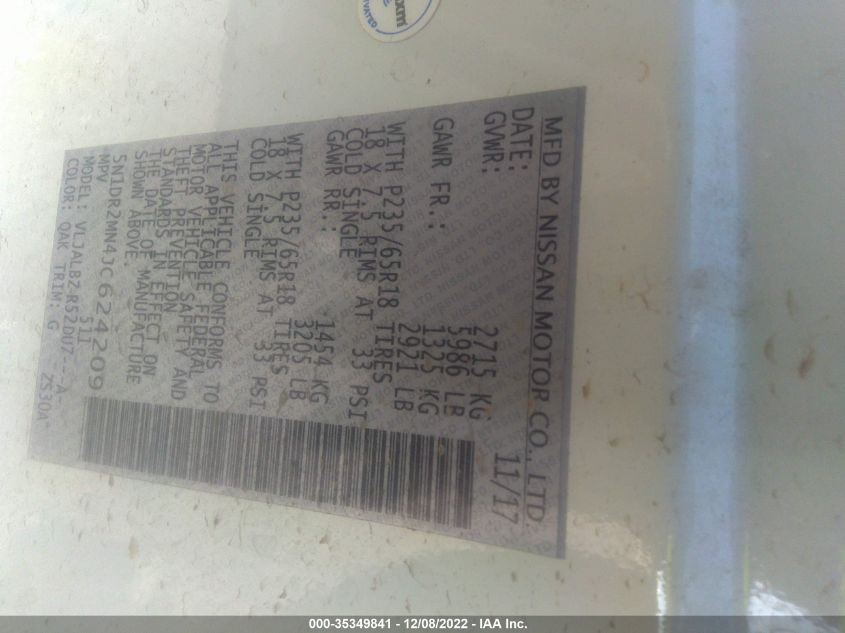 MFD BY NISSAN MOTOR CO., LTD.
DATE: 11/17
GVWR: 2715 KG
5986 LB
GAWR FR.: 1325 KG
2921 LB
WITH P235/65R18 TIRES
18 X 7.5 RIMS AT 33 PSI
COLD SINGLE
GAWR RR.: 1454 KG
3205 LB
WITH P235/65R18 TIRES
18 X 7.5 RIMS AT 33 PSI
COLD SINGLE
THIS VEHICLE CONFORMS TO
ALL APPLICABLE FEDERAL
MOTOR VEHICLE SAFETY AND
THEFT PREVENTION
STANDARDS IN EFFECT ON
THE DATE OF MANUFACTURE
SHOWN ABOVE.
5N1DR2MN4JC624209
MPV 511
MODEL: VLJALBZ-R52DU7---A-
COLOR: QAK TRIM: G ZS30A
000-35349841 - 12/08/2022 - IAA Inc.